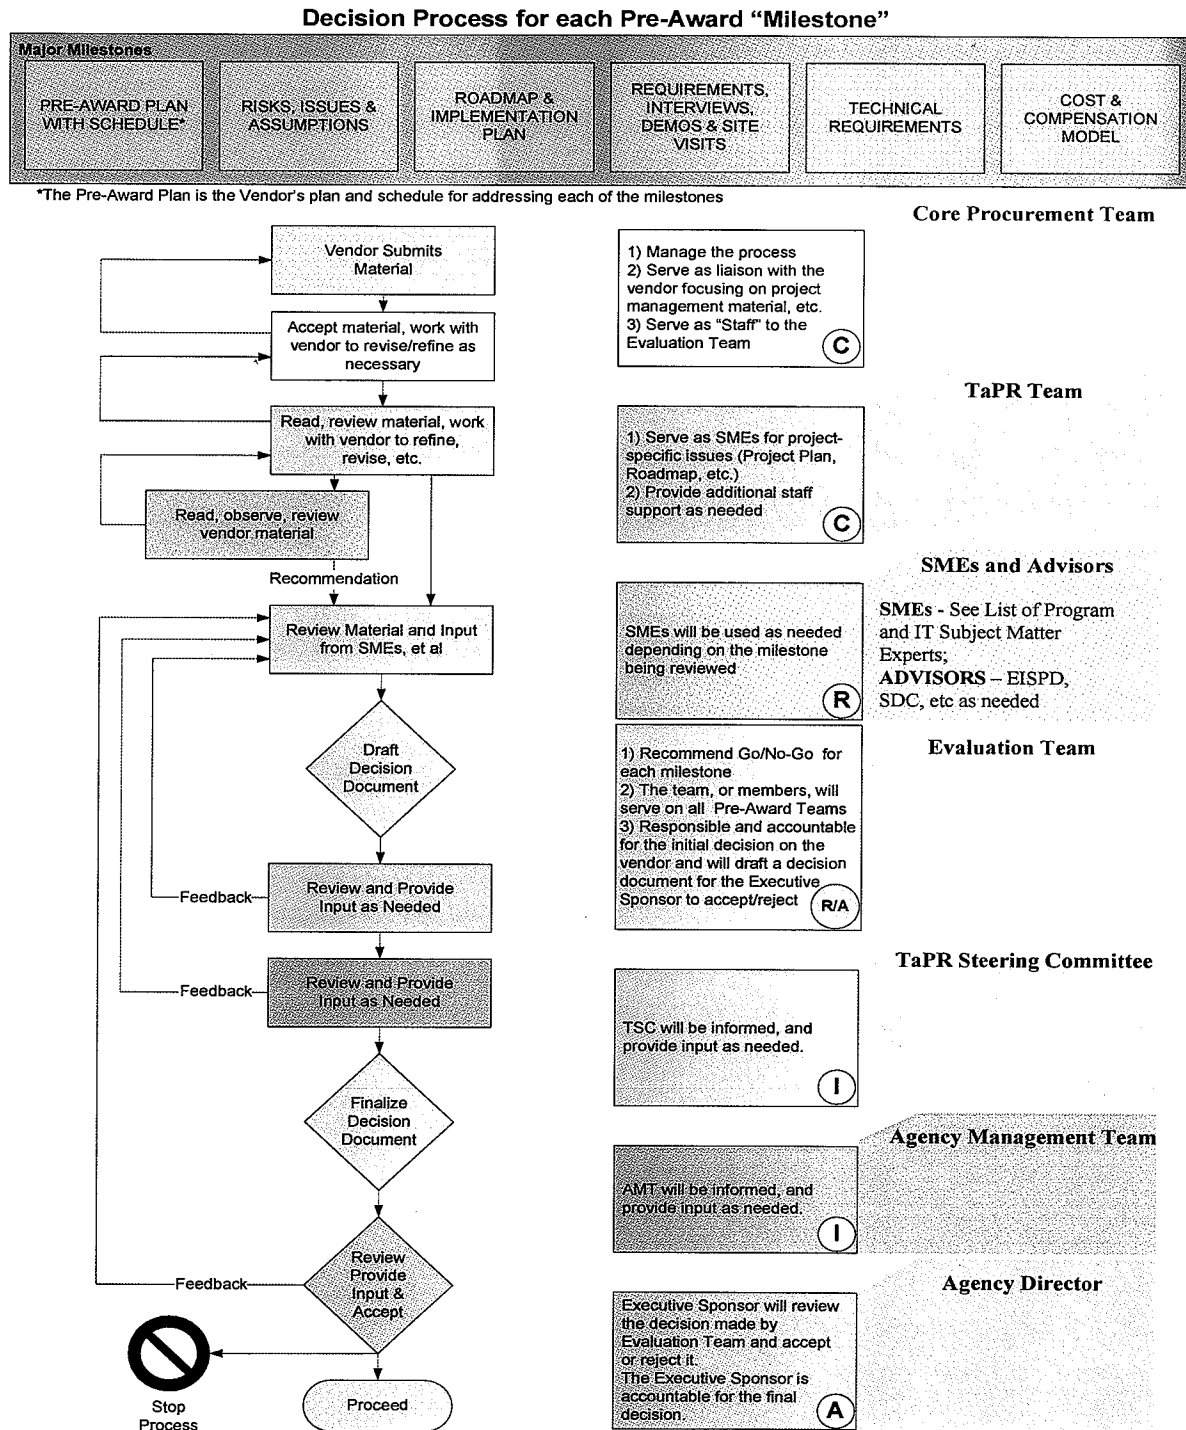 Decision Process for each Pre-Award “Milestone”
Major Milestones
PRE-AWARD PLAN
WITH SCHEDULE*
RISKS, ISSUES &
ASSUMPTIONS
ROADMAP &
IMPLEMENTATION
PLAN
REQUIREMENTS,
INTERVIEWS,
DEMOS & SITE
VISITS
TECHNICAL
REQUIREMENTS
COST &
COMPENSATION
MODEL
*The Pre-Award Plan is the Vendor's plan and schedule for addressing each of the milestones
Vendor Submits
Material
Accept material, work with
vendor to revise/refine as
necessary
Read, review material, work
with vendor to refine,
revise, etc.
Read, observe, review
vendor material
Recommendation
Review Material and Input
from SMEs, et al
Draft
Decision
Document
Review and Provide
Input as Needed
Feedback
Review and Provide
Input as Needed
Feedback
Finalize
Decision
Document
Review
Provide
Input &
Accept
Feedback
Stop
Process
Proceed
Core Procurement Team
1) Manage the process
2) Serve as liaison with the
vendor focusing on project
management material, etc.
3) Serve as “Staff” to the
Evaluation Team
C
TaPR Team
1) Serve as SMEs for project-
specific issues (Project Plan,
Roadmap, etc.)
2) Provide additional staff
support as needed
C
SMEs and Advisors
SMEs will be used as needed
depending on the milestone
being reviewed
R
SMEs - See List of Program
and IT Subject Matter
Experts;
ADVISORS – EISPD,
SDC, etc as needed
Evaluation Team
1) Recommend Go/No-Go for
each milestone
2) The team, or members, will
serve on all Pre-Award Teams
3) Responsible and accountable
for the initial decision on the
vendor and will draft a decision
document for the Executive
Sponsor to accept/reject
R/A
TaPR Steering Committee
TSC will be informed, and
provide input as needed.
I
Agency Management Team
AMT will be informed, and
provide input as needed.
I
Agency Director
Executive Sponsor will review
the decision made by
Evaluation Team and accept
or reject it.
The Executive Sponsor is
accountable for the final
decision.
A